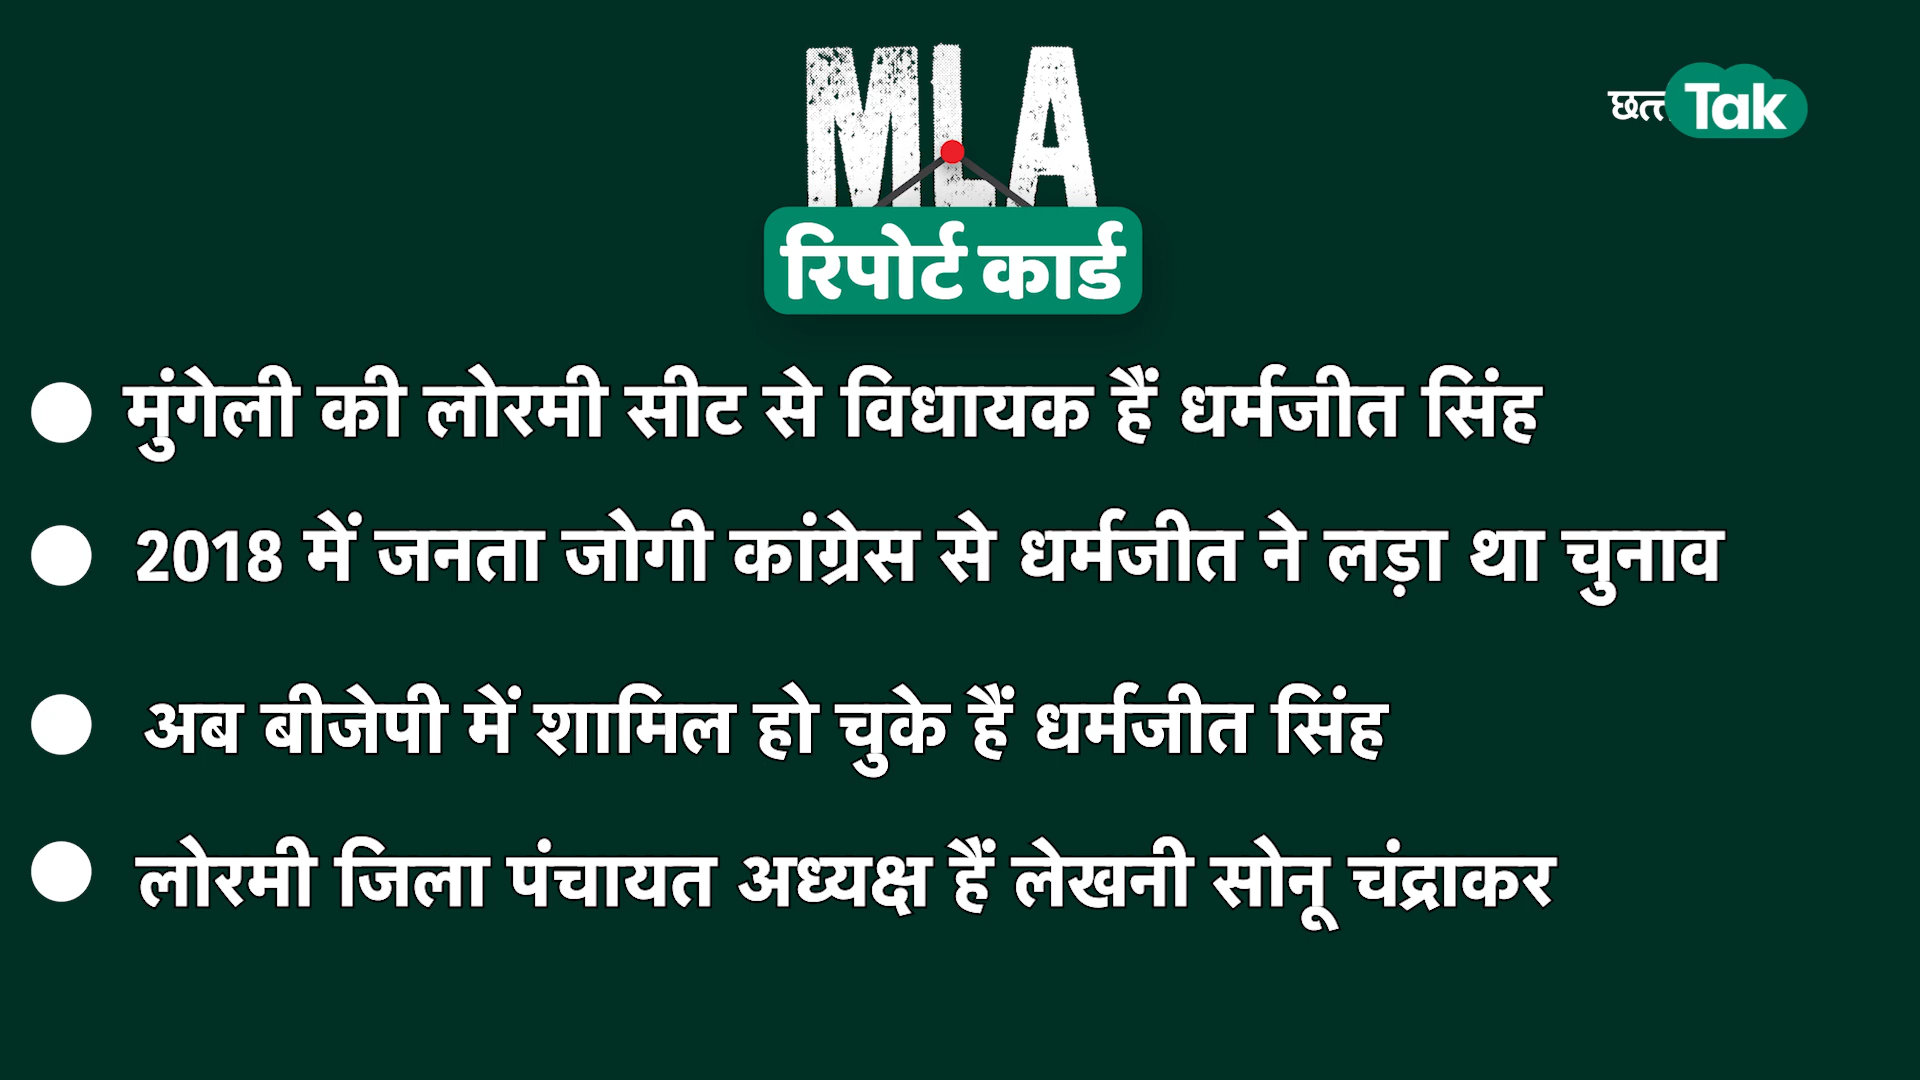 MLA
छत्त Tak
रिपोर्ट कार्ड
मुंगेली की लोरमी सीट से विधायक हैं धर्मजीत सिंह
2018 में जनता जोगी कांग्रेस से धर्मजीत ने लड़ा था चुनाव
अब बीजेपी में शामिल हो चुके हैं धर्मजीत सिंह
लोरमी जिला पंचायत अध्यक्ष हैं लेखनी सोनू चंद्राकर